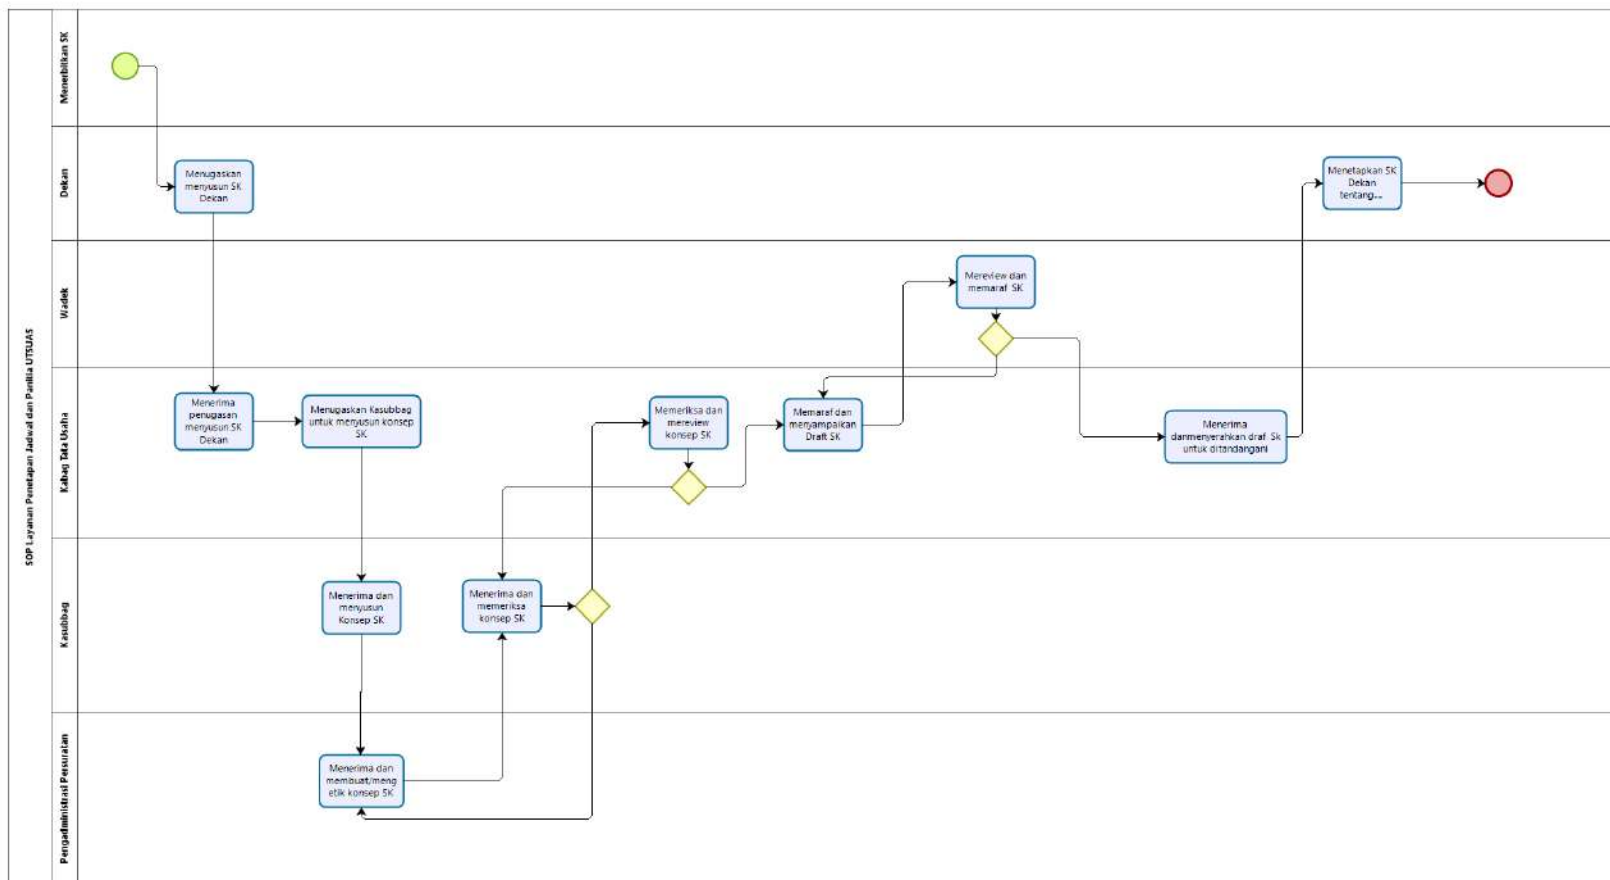 SOP Layanan Penetapan Jadwal dan Panitia UTSUAS
Menerbitkan SK
Dekan
Menugaskan
menyusun SK
Dekan
Menetapkan SK
Dekan
tentang...
Wadek
Mereview dan
memaraf SK
Kabag Tata Usaha
Menerima
penugasan
menyusun SK
Dekan
Menugaskan Kasubbag
untuk menyusun konsep
SK
Memeriksa dan
mereview
konsep SK
Memaraf dan
menyampaikan
Draft SK
Menerima
danmenyerahkan draf Sk
untuk ditandangani
Kasubbag
Menerima dan
menyusun
Konsep SK
Menerima dan
memeriksa
konsep SK
Pengadministrasi Persuratan
Menerima dan
membuat/meng
etik konsep SK